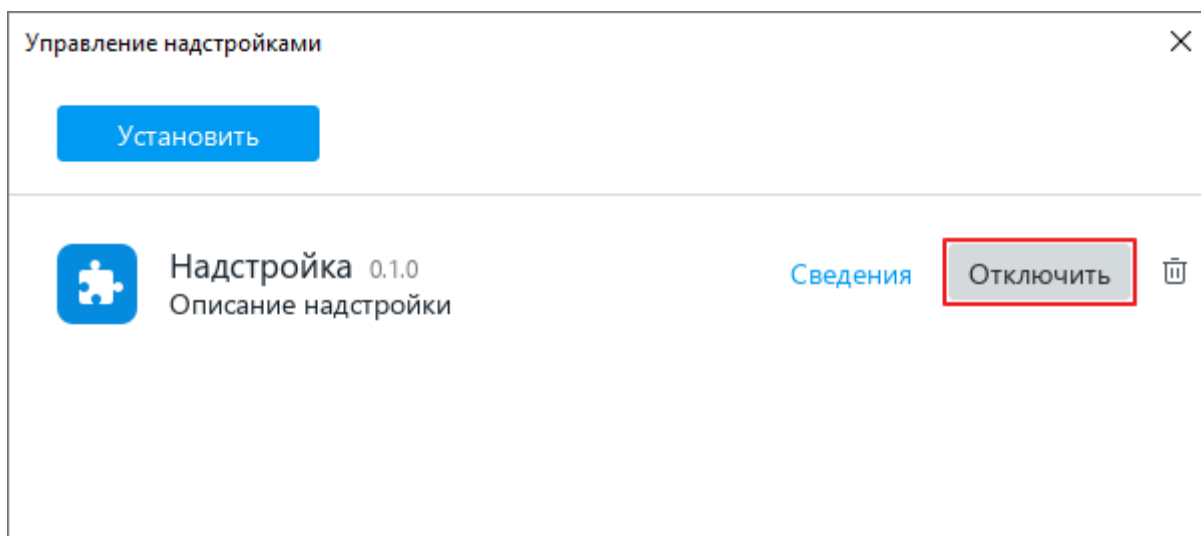 Управление надстройками
Установить
Надстройка 0.1.0
Описание надстройки
Сведения
Отключить